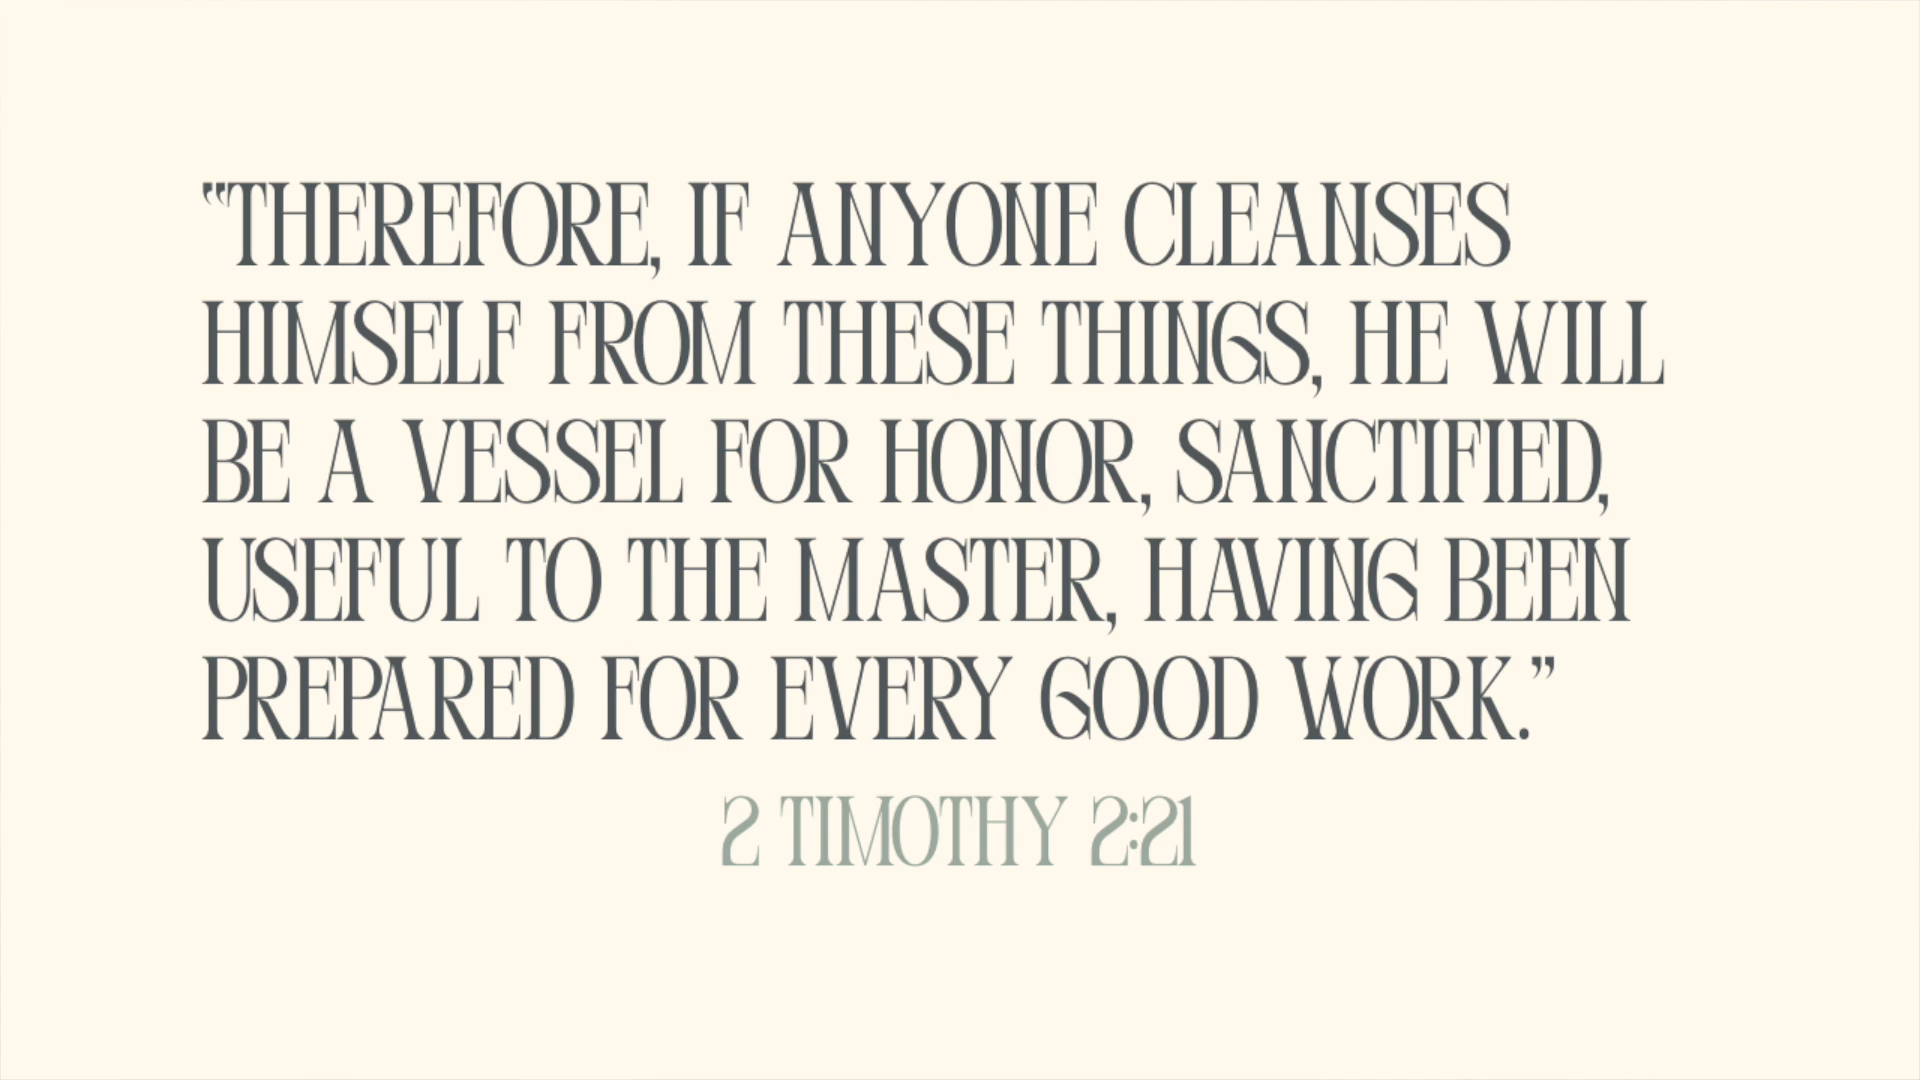 “THEREFORE, IF ANYONE CLEANSES
HIMSELF FROM THESE THINGS, HE WILL
BE A VESSEL FOR HONOR, SANCTIFIED,
USEFUL TO THE MASTER, HAVING BEEN
PREPARED FOR EVERY GOOD WORK.”
2 TIMOTHY 2:21